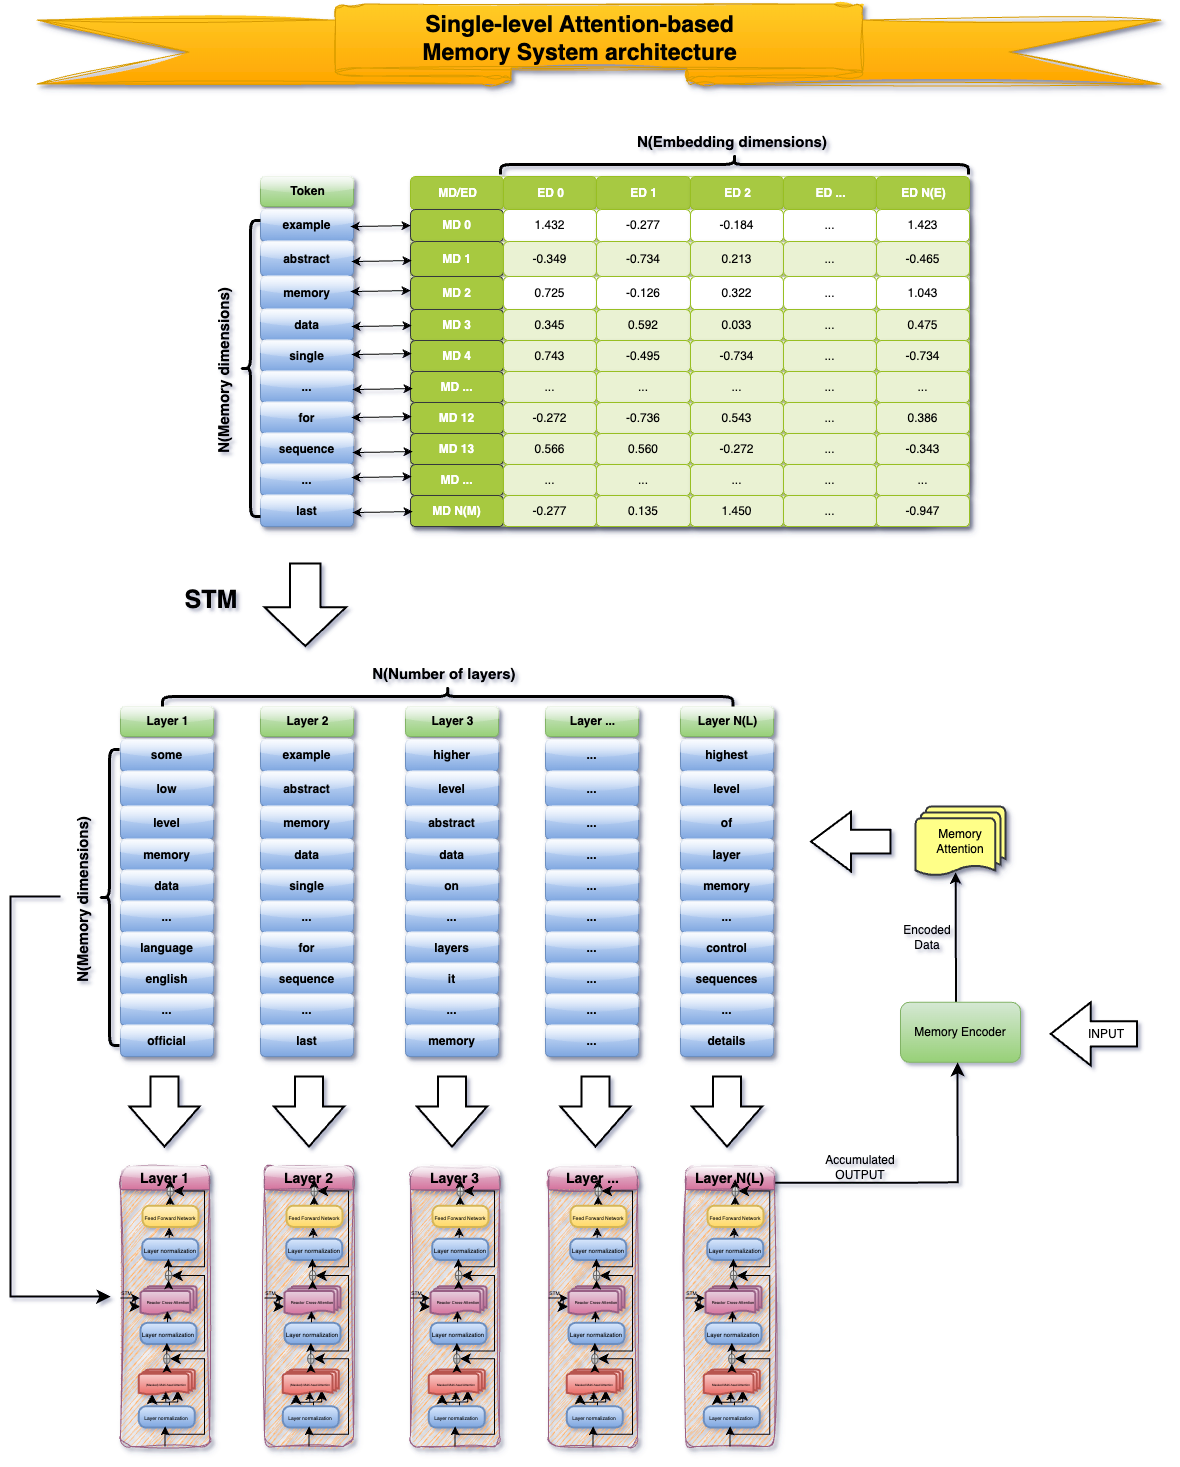 Single-level Attention-based
Memory System architecture
N(Embedding dimensions)
Token
example
abstract
memory
data
single
...
for
sequence
...
last
N(Memory dimensions)
MD/ED ED 0 ED 1 ED 2 ED ... ED N(E)
MD 0 1.432 -0.277 -0.184 ... 1.423
MD 1 -0.349 -0.734 0.213 ... -0.465
MD 2 0.725 -0.126 0.322 ... 1.043
MD 3 0.345 0.592 0.033 ... 0.475
MD 4 0.743 -0.495 -0.734 ... -0.734
MD ... ... ... ... ... ...
MD 12 -0.272 -0.736 0.543 ... 0.386
MD 13 0.566 0.560 -0.272 ... -0.343
MD ... ... ... ... ... ...
MD N(M) -0.277 0.135 1.450 ... -0.947
STM
N(Number of layers)
Layer 1 Layer 2 Layer 3 Layer ... Layer N(L)
some example higher ... highest
low abstract level ... level
level memory abstract ... of
memory data data ... layer
data single on ... memory
... ... ... ... ...
language for layers ... control
english sequence it ... sequences
... ... ... ... ...
official last memory ... details
N(Memory dimensions)
Memory
Attention
Encoded
Data
Memory Encoder
INPUT
Accumulated
OUTPUT
Layer 1 Layer 2 Layer 3 Layer ... Layer N(L)
Feed Forward Network Feed Forward Network Feed Forward Network Feed Forward Network Feed Forward Network
Layer normalization Layer normalization Layer normalization Layer normalization Layer normalization
STM STM STM STM STM
Reactor Cross-Attention Reactor Cross-Attention Reactor Cross-Attention Reactor Cross-Attention Reactor Cross-Attention
Layer normalization Layer normalization Layer normalization Layer normalization Layer normalization
Layer normalization Layer normalization Layer normalization Layer normalization Layer normalization